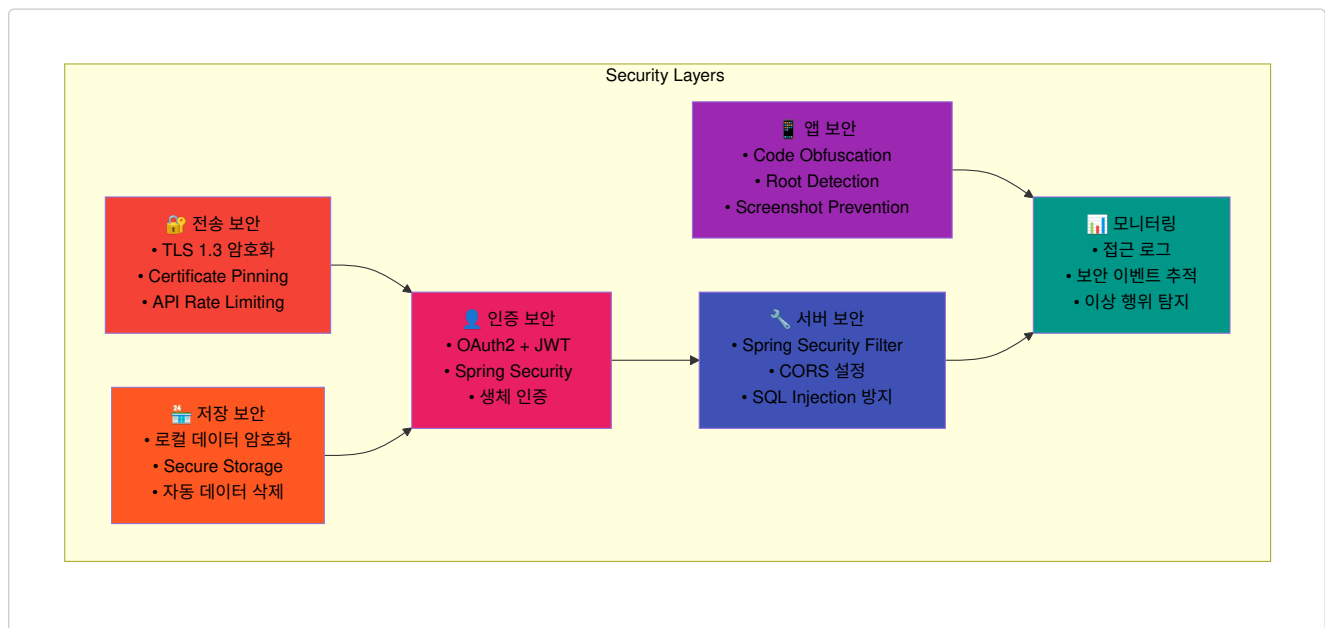 Security Layers
🔐 전송 보안
• TLS 1.3 암호화
• Certificate Pinning
• API Rate Limiting
🏪 저장 보안
• 로컬 데이터 암호화
• Secure Storage
• 자동 데이터 삭제
👤 인증 보안
• OAuth2 + JWT
• Spring Security
• 생체 인증
📱 앱 보안
• Code Obfuscation
• Root Detection
• Screenshot Prevention
🔧 서버 보안
• Spring Security Filter
• CORS 설정
• SQL Injection 방지
📊 모니터링
• 접근 로그
• 보안 이벤트 추적
• 이상 행위 탐지